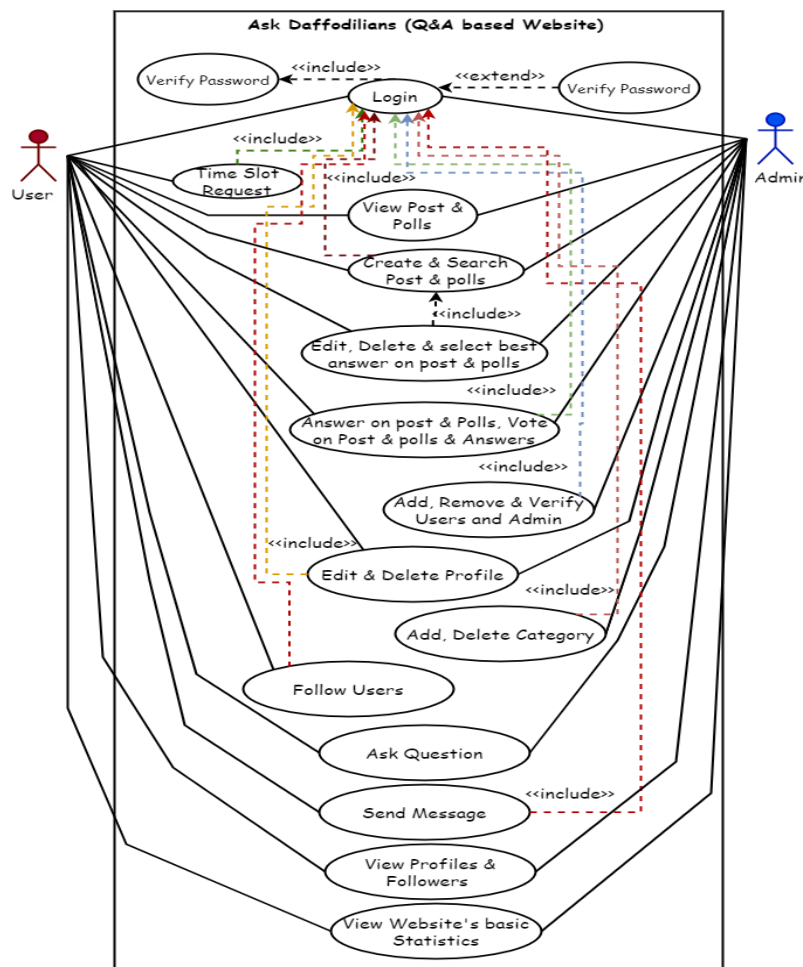 Ask Daffodilians (Q&A based Website)
Verify Password
<<include>>
<<extend>>
Verify Password
Login
<<include>>
User
Admin
Time Slot
Request
<<include>>
View Post &
Polls
Create & Search
Post & polls
<<include>>
Edit, Delete & select best
answer on post & polls
<<include>>
Answer on post & Polls, Vote
on Post & polls & Answers
<<include>>
Add, Remove & Verify
Users and Admin
<<include>>
Edit & Delete Profile
<<include>>
Add, Delete Category
Follow Users
Ask Question
<<include>>
Send Message
View Profiles &
Followers
View Website's basic
Statistics